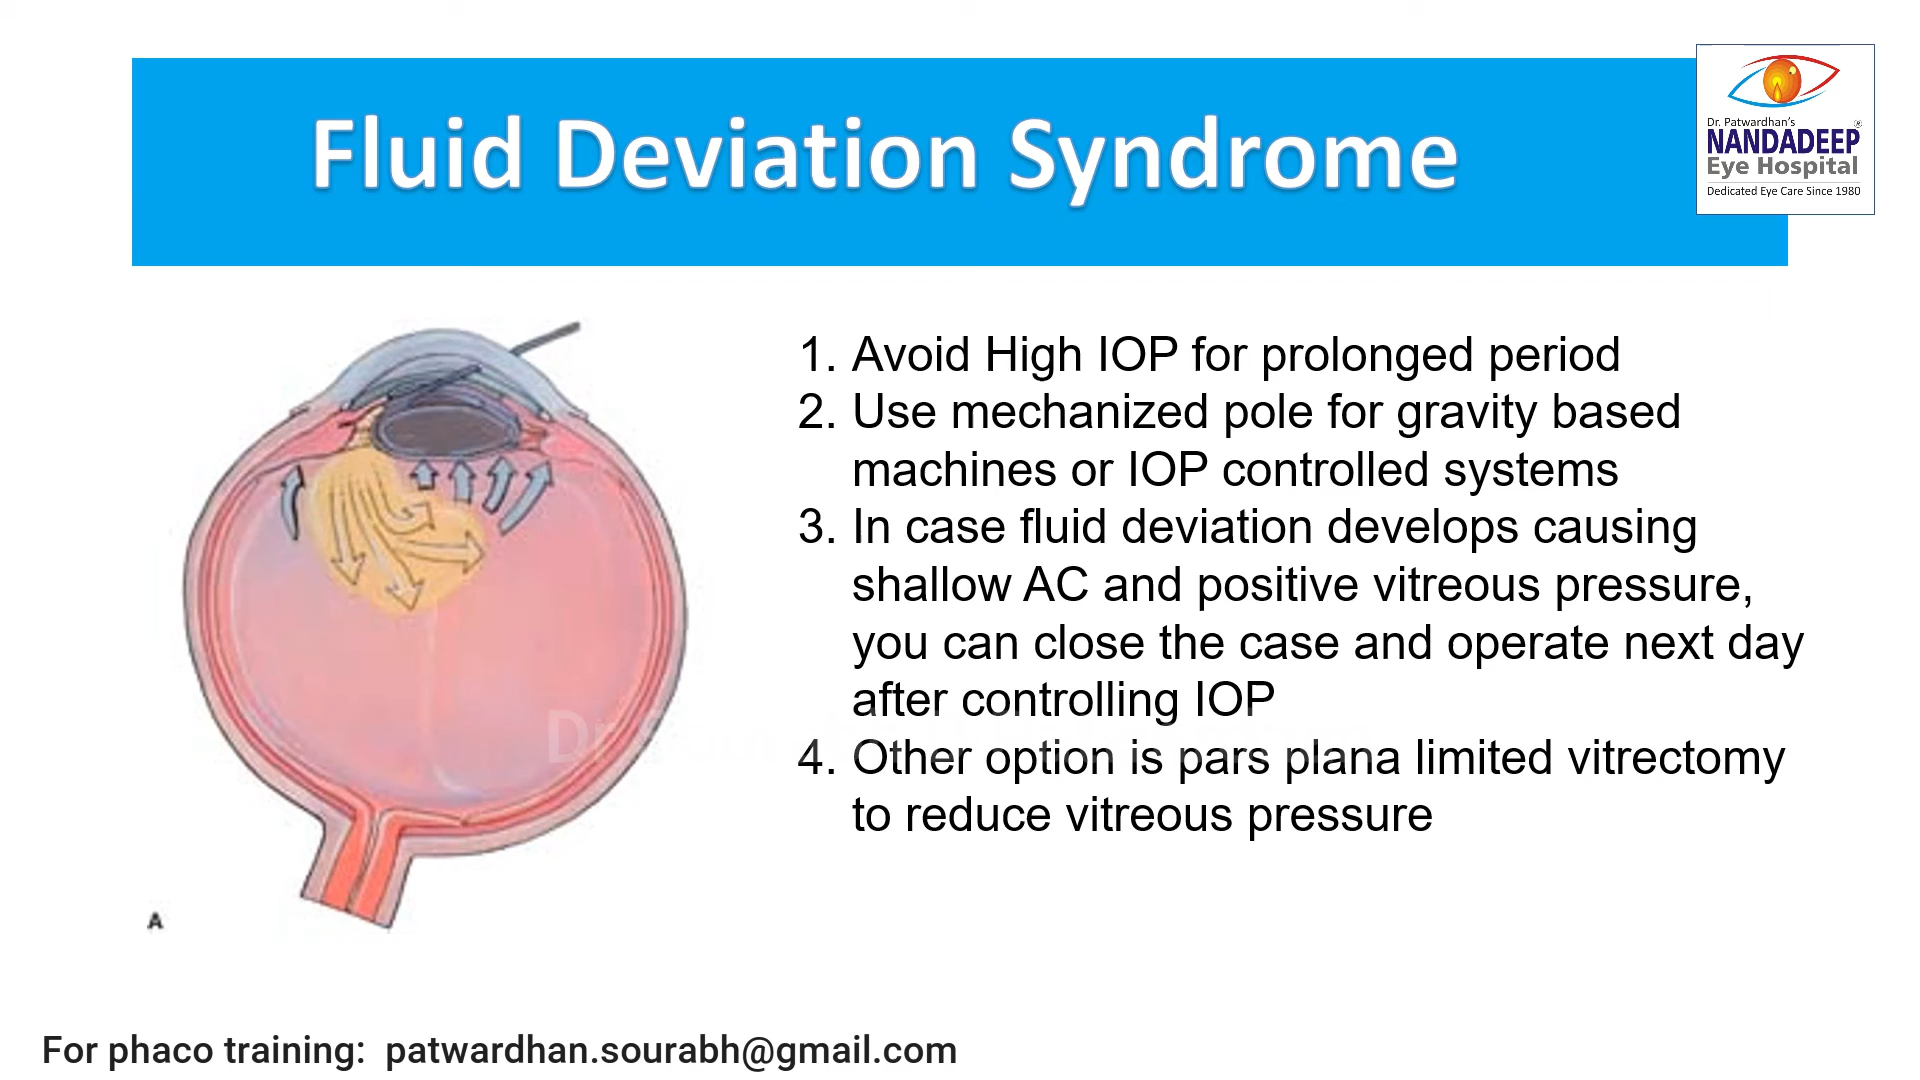 Fluid Deviation Syndrome
Dr. Patwardhan's
NANDADEEP
Eye Hospital
Dedicated Eye Care Since 1980
1. Avoid High IOP for prolonged period
2. Use mechanized pole for gravity based
machines or IOP controlled systems
3. In case fluid deviation develops causing
shallow AC and positive vitreous pressure,
you can close the case and operate next day
after controlling IOP
4. Other option is pars plana limited vitrectomy
to reduce vitreous pressure
A
For phaco training: patwardhan.sourabh@gmail.com